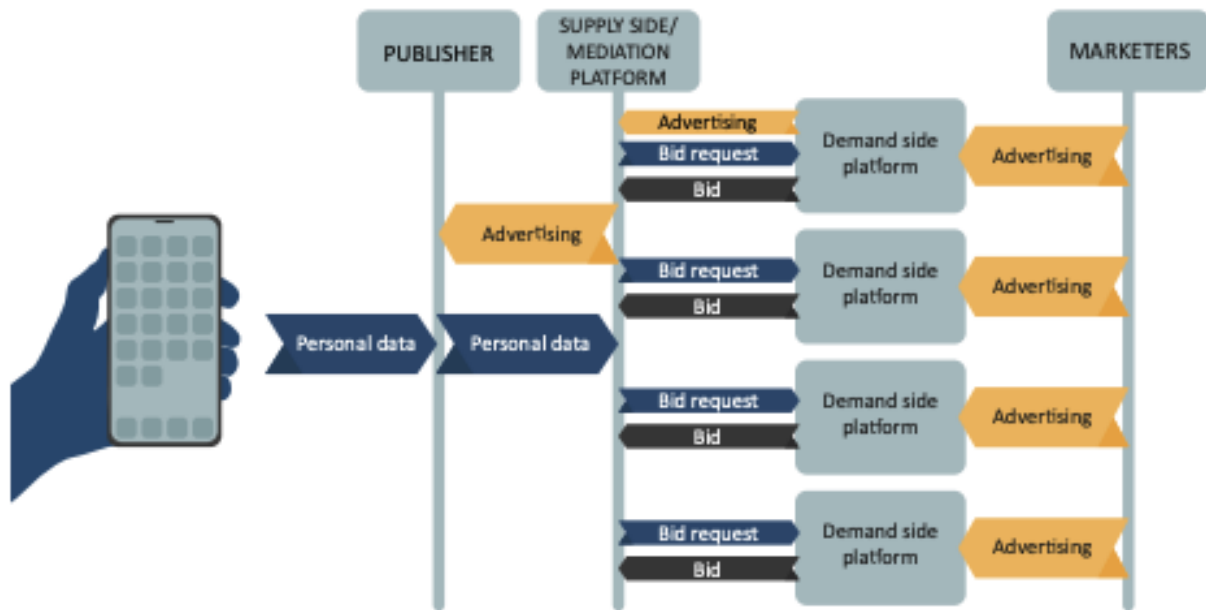 PUBLISHER
SUPPLY SIDE/
MEDIATION
PLATFORM
MARKETERS
Advertising
Bid request
Bid
Demand side
platform
Advertising
Advertising
Bid request
Bid
Demand side
platform
Advertising
Personal data
Personal data
Bid request
Bid
Demand side
platform
Advertising
Bid request
Bid
Demand side
platform
Advertising